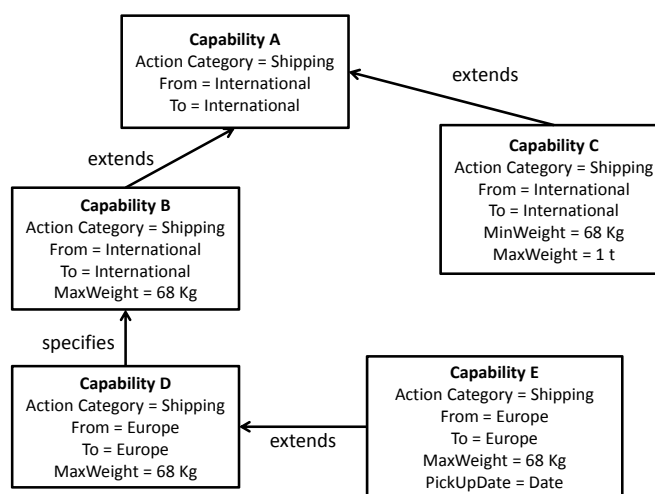 Capability A
Action Category = Shipping
From = International
To = International
extends
extends
Capability C
Action Category = Shipping
From = International
To = International
MinWeight = 68 Kg
MaxWeight = 1 t
Capability B
Action Category = Shipping
From = International
To = International
MaxWeight = 68 Kg
specifies
Capability D
Action Category = Shipping
From = Europe
To = Europe
MaxWeight = 68 Kg
extends
Capability E
Action Category = Shipping
From = Europe
To = Europe
MaxWeight = 68 Kg
PickUpDate = Date